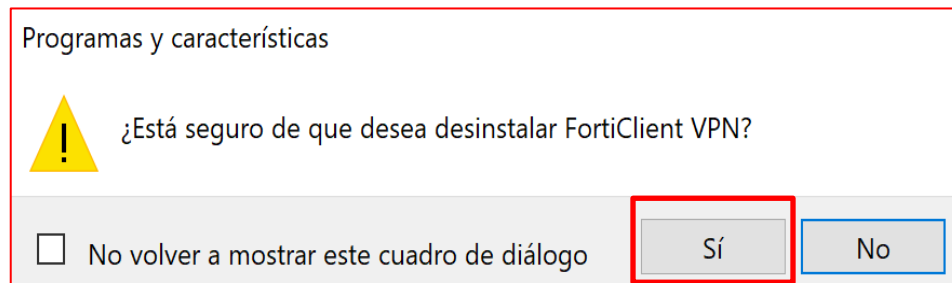 Programas y características
¿Está seguro de que desea desinstalar FortiClient VPN?
No volver a mostrar este cuadro de diálogo
Sí
No